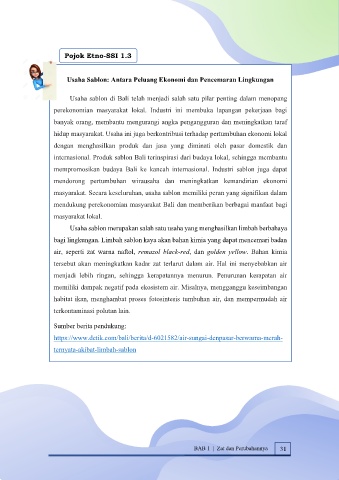 Pojok Etno-SSI 1.3
Usaha Sablon: Antara Peluang Ekonomi dan Pencemaran Lingkungan
Usaha sablon di Bali telah menjadi salah satu pilar penting dalam menopang
perekonomian masyarakat lokal. Industri ini membuka lapangan pekerjaan bagi
banyak orang, membantu mengurangi angka pengangguran dan meningkatkan taraf
hidup masyarakat. Usaha ini juga berkontribusi terhadap pertumbuhan ekonomi lokal
dengan menghasilkan produk dan jasa yang diminati oleh pasar domestik dan
internasional. Produk sablon Bali terinspirasi dari budaya lokal, sehingga membantu
mempromosikan budaya Bali ke kancah internasional. Industri sablon juga dapat
mendorong pertumbuhan wirausaha dan meningkatkan kemandirian ekonomi
masyarakat. Secara keseluruhan, usaha sablon memiliki peran yang signifikan dalam
mendukung perekonomian masyarakat Bali dan memberikan berbagai manfaat bagi
masyarakat lokal.
Usaha sablon merupakan salah satu usaha yang menghasilkan limbah berbahaya
bagi lingkungan. Limbah sablon kaya akan bahan kimia yang dapat mencemari badan
air, seperti zat warna naftol, remazol black-red, dan golden yellow. Bahan kimia
tersebut akan meningkatkan kadar zat terlarut dalam air. Hal ini menyebabkan air
menjadi lebih ringan, sehingga kerapatannya menurun. Penurunan kerapatan air
memiliki dampak negatif pada ekosistem air. Misalnya, mengganggu keseimbangan
habitat ikan, menghambat proses fotosintesis tumbuhan air, dan mempermudah air
terkontaminasi polutan lain.
Sumber berita pendukung:
https://www.detik.com/bali/berita/d-6021582/air-sungai-denpasar-berwarna-merah-
ternyata-akibat-limbah-sablon
BAB 1 | Zat dan Perubahannya 31